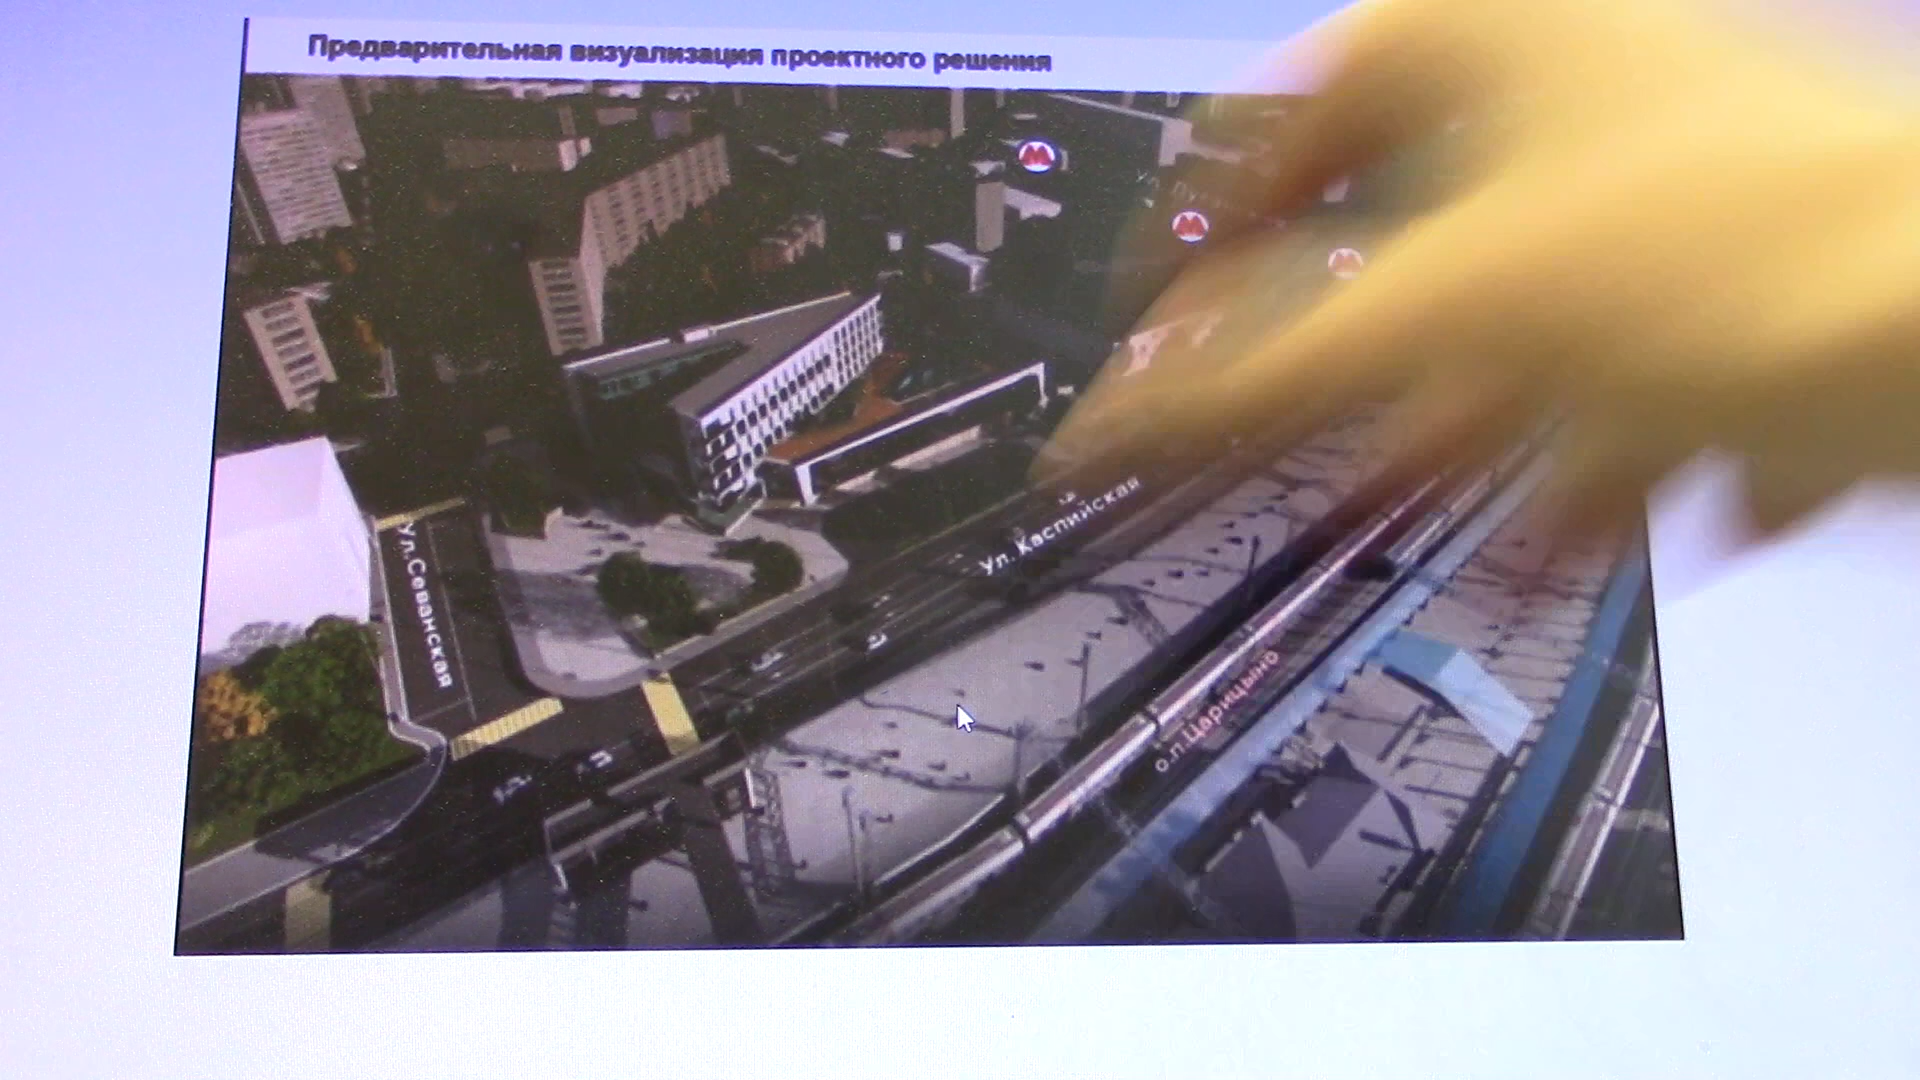 Предварительная визуализация проектного решения
Ул. Каспийская
Ул.Севанская
о.п.Царицыно